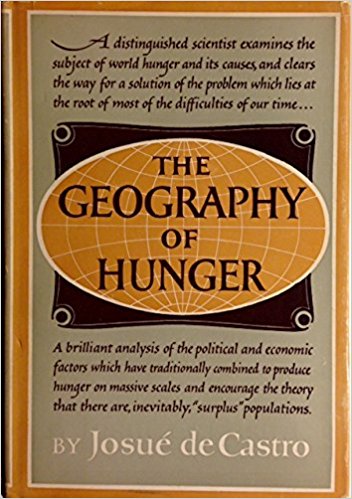 A distinguished scientist examines the
subject of world hunger and its causes, and clears
the way for a solution of the problem which lies at
the root of most of the difficulties of our time...
THE
GEOGRAPHY
OF
HUNGER
A brilliant analysis of the political and economic
factors which have traditionally combined to produce
hunger on massive scales and encourage the theory
that there are, inevitably, "surplus" populations.
BY Josué de Castro